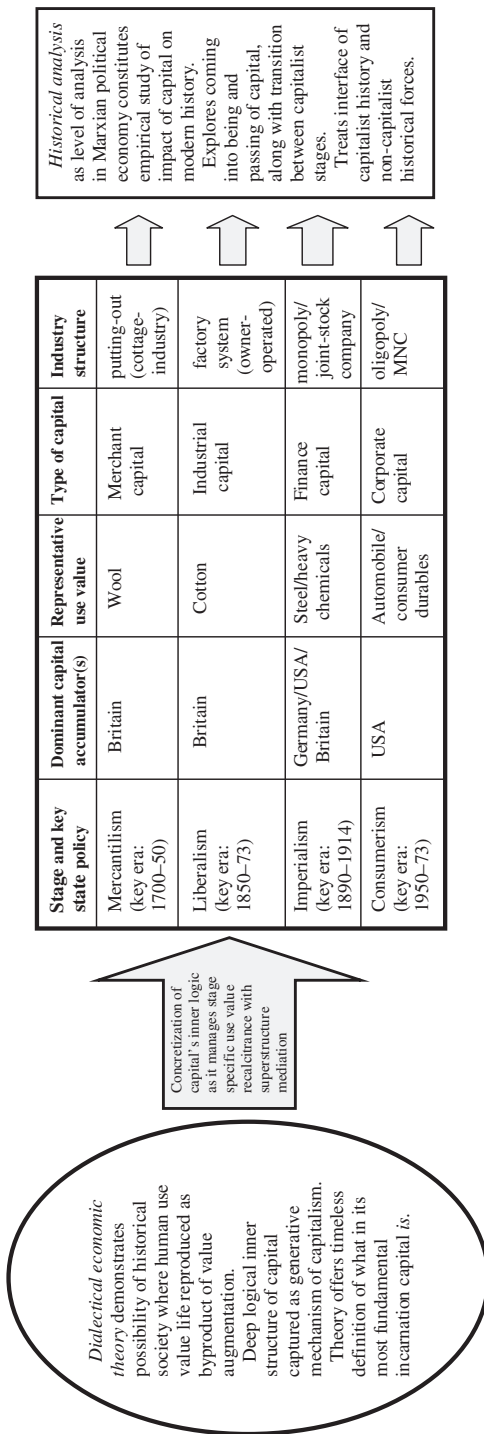 Dialectical economic
theory demonstrates
possibility of historical
society where human use
value life reproduced as
byproduct of value
augmentation.
Deep logical inner
structure of capital
captured as generative
mechanism of capitalism.
Theory offers timeless
definition of what in its
most fundamental
incarnation capital is.
Concretization of
capital's inner logic
as it manages stage
specific use value
recalcitrance with
superstructure
mediation
Stage and key
state policy
Dominant capital
accumulator(s)
Representative
use value
Type of capital
Industry
structure
Mercantilism
(key era:
1700–50)
Britain
Wool
Merchant
capital
putting-out
(cottage-
industry)
Liberalism
(key era:
1850–73)
Britain
Cotton
Industrial
capital
factory
system
(owner-
operated)
Imperialism
(key era:
1890–1914)
Germany/USA/
Britain
Steel/heavy
chemicals
Finance
capital
monopoly/
joint-stock
company
Consumerism
(key era:
1950–73)
USA
Automobile/
consumer
durables
Corporate
capital
oligopoly/
MNC
Historical analysis
as level of analysis
in Marxian political
economy constitutes
empirical study of
impact of capital on
modern history.
Explores coming
into being and
passing of capital,
along with transition
between capitalist
stages.
Treats interface of
capitalist history and
non-capitalist
historical forces.